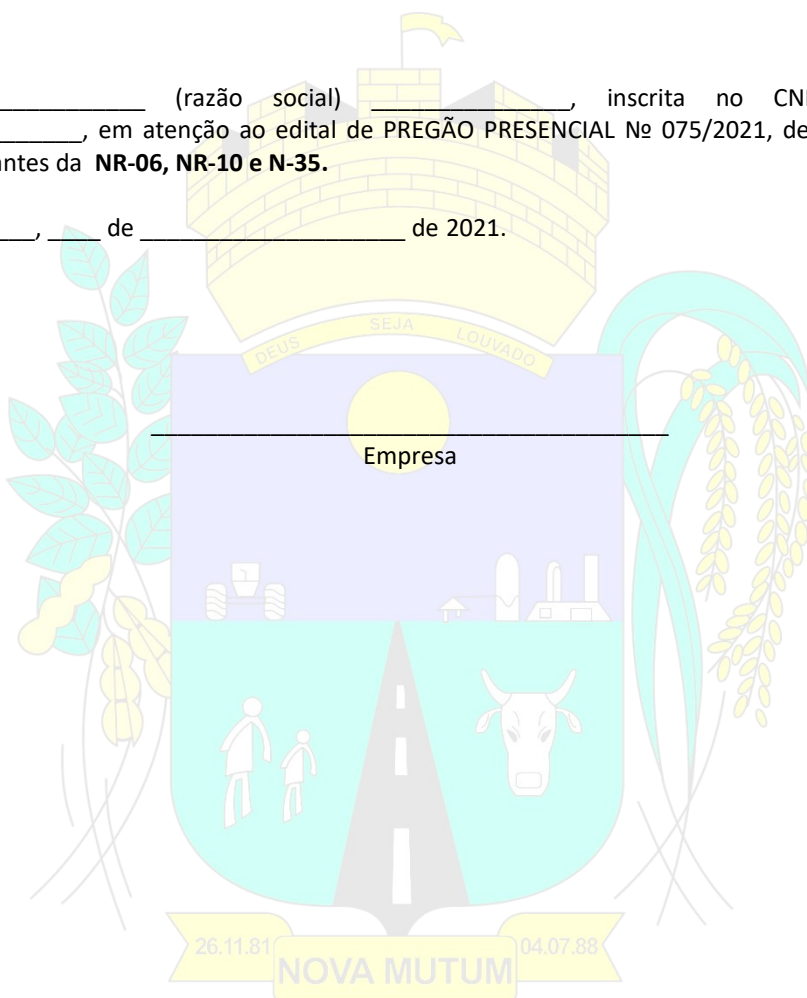 ____________ (razão social) _______________, inscrita no CN
_______, em atenção ao edital de PREGÃO PRESENCIAL Nº 075/2021, de
antes da NR-06, NR-10 e N-35.
___, ____ de ____________________ de 2021.
DEUS SEJA LOUVADO
_______________________________________
Empresa
26.11.81 NOVA MUTUM 04.07.88